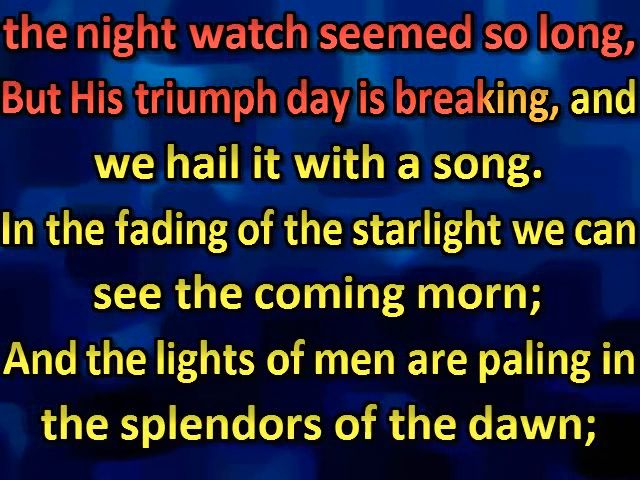 the night watch seemed so long,
But His triumph day is breaking, and
we hail it with a song.
In the fading of the starlight we can
see the coming morn;
And the lights of men are paling in
the splendors of the dawn;